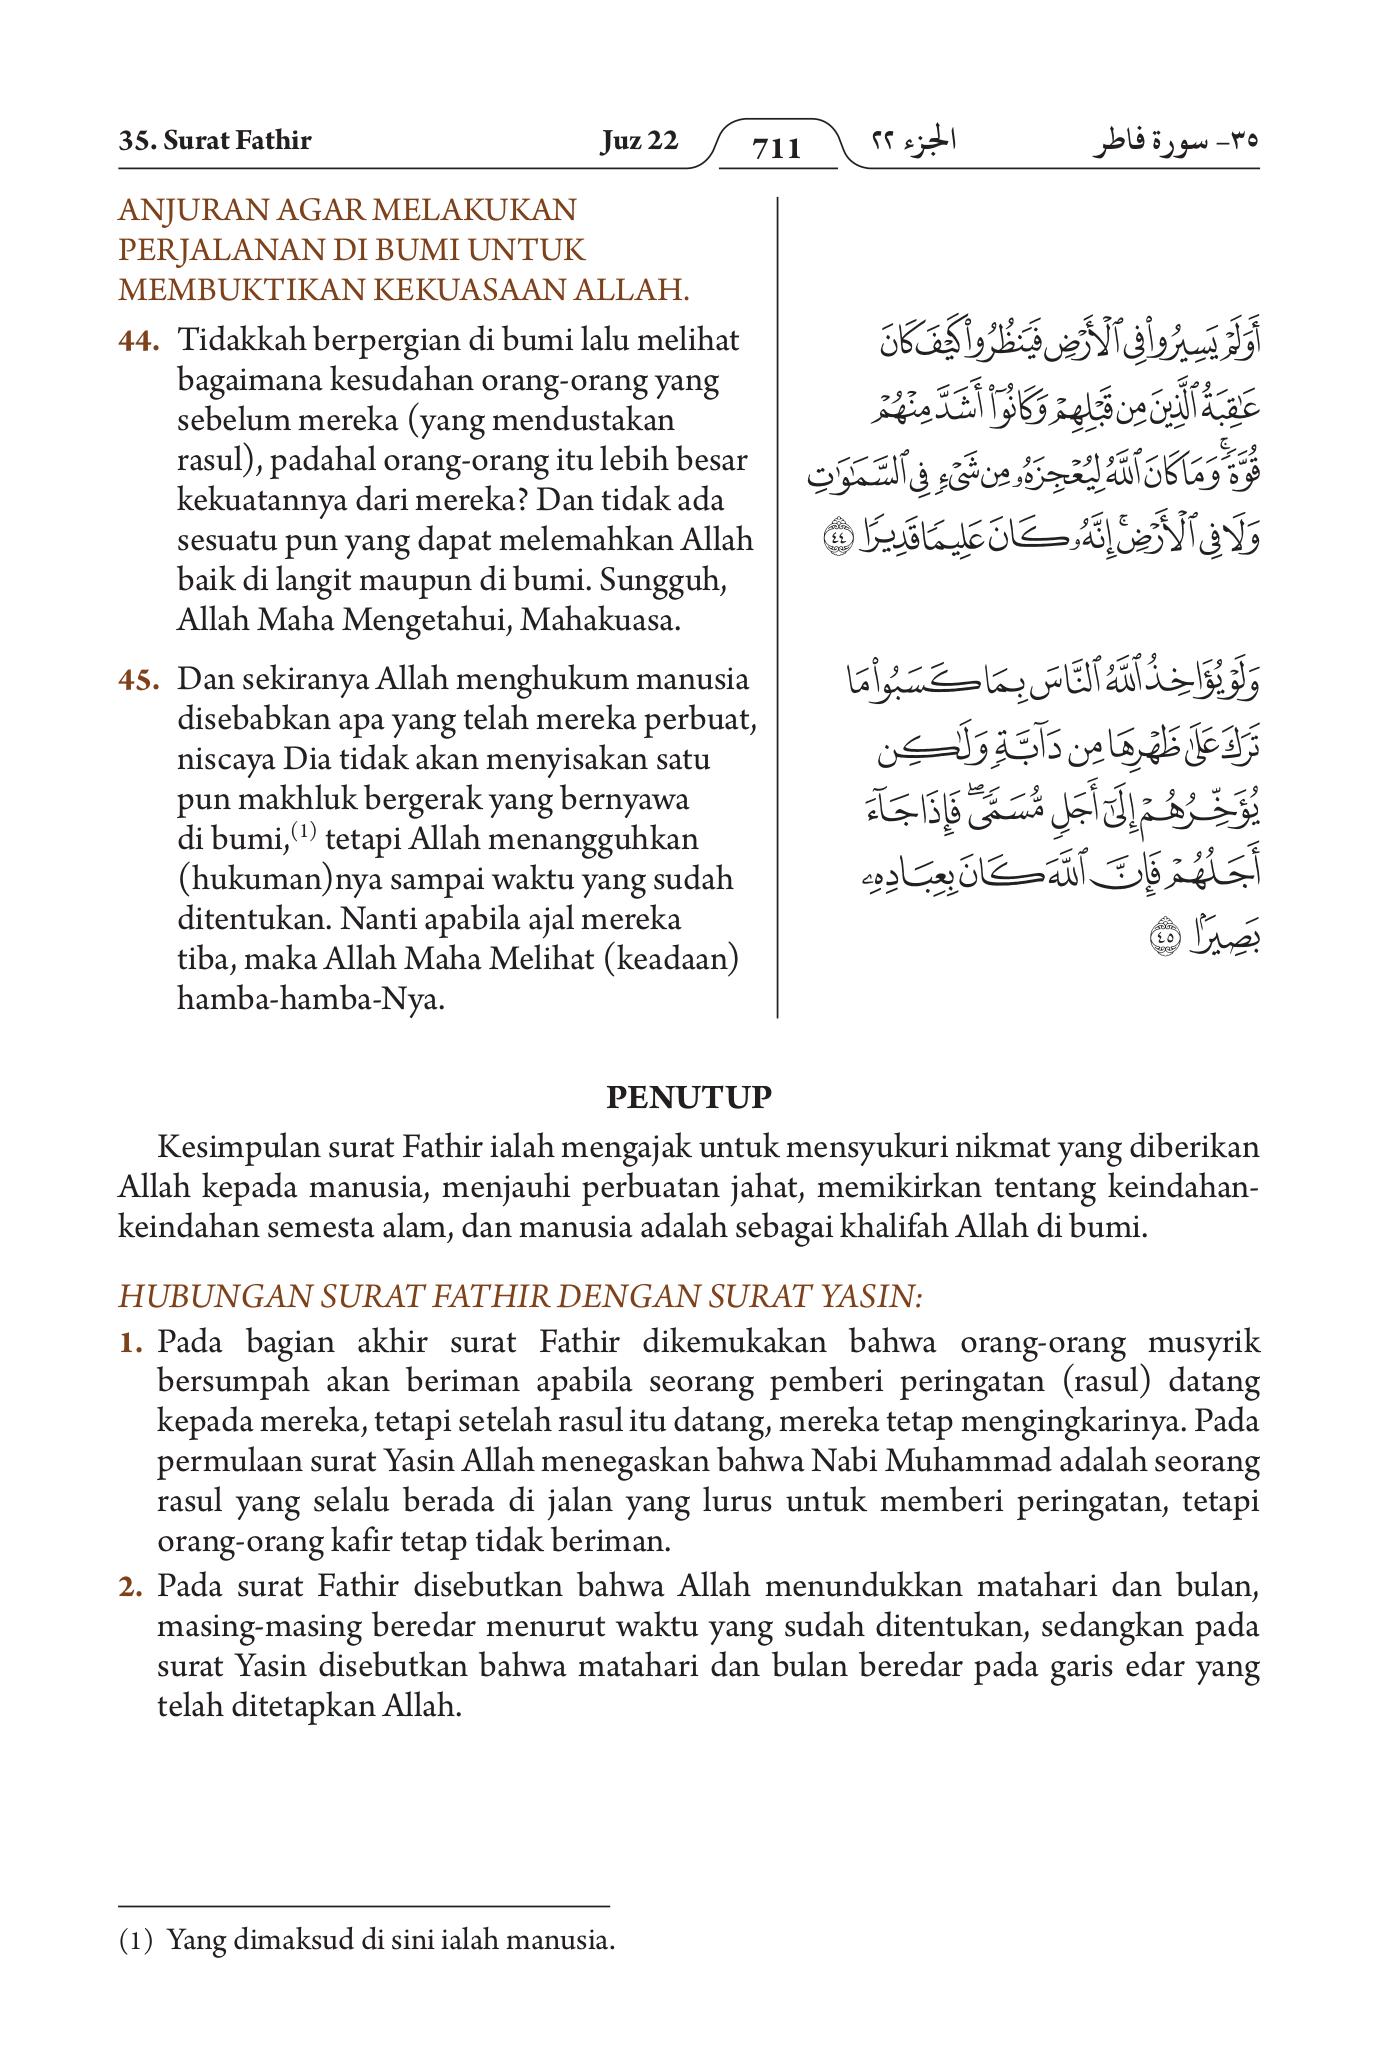 35. Surat Fathir Juz 22 711 الجزء ٢٢ ٣٥- سورة فاطر
ANJURAN AGAR MELAKUKAN
PERJALANAN DI BUMI UNTUK
MEMBUKTIKAN KEKUASAAN ALLAH.
44. Tidakkah berpergian di bumi lalu melihat
bagaimana kesudahan orang-orang yang
sebelum mereka (yang mendustakan
rasul), padahal orang-orang itu lebih besar
kekuatannya dari mereka? Dan tidak ada
sesuatu pun yang dapat melemahkan Allah
baik di langit maupun di bumi. Sungguh,
Allah Maha Mengetahui, Mahakuasa.
45. Dan sekiranya Allah menghukum manusia
disebabkan apa yang telah mereka perbuat,
niscaya Dia tidak akan menyisakan satu
pun makhluk bergerak yang bernyawa
di bumi,(1) tetapi Allah menangguhkan
(hukuman)nya sampai waktu yang sudah
ditentukan. Nanti apabila ajal mereka
tiba, maka Allah Maha Melihat (keadaan)
hamba-hamba-Nya.
أَوَلَمْ يَسِيرُوا۟ فِى ٱلْأَرْضِ فَيَنظُرُوا۟ كَيْفَ كَانَ
عَـٰقِبَةُ ٱلَّذِينَ مِن قَبْلِهِمْ وَكَانُوٓا۟ أَشَدَّ مِنْهُمْ
قُوَّةً ۚ وَمَا كَانَ ٱللَّهُ لِيُعْجِزَهُۥ مِن شَىْءٍ فِى ٱلسَّمَـٰوَٰتِ
وَلَا فِى ٱلْأَرْضِ ۚ إِنَّهُۥ كَانَ عَلِيمًا قَدِيرًا ٤٤
وَلَوْ يُؤَاخِذُ ٱللَّهُ ٱلنَّاسَ بِمَا كَسَبُوا۟ مَا
تَرَكَ عَلَىٰ ظَهْرِهَا مِن دَآبَّةٍ وَلَـٰكِن
يُؤَخِّرُهُمْ إِلَىٰٓ أَجَلٍ مُّسَمًّى ۖ فَإِذَا جَآءَ
أَجَلُهُمْ فَإِنَّ ٱللَّهَ كَانَ بِعِبَادِهِۦ
بَصِيرًۢا ٤٥
PENUTUP
Kesimpulan surat Fathir ialah mengajak untuk mensyukuri nikmat yang diberikan
Allah kepada manusia, menjauhi perbuatan jahat, memikirkan tentang keindahan-
keindahan semesta alam, dan manusia adalah sebagai khalifah Allah di bumi.
HUBUNGAN SURAT FATHIR DENGAN SURAT YASIN:
1. Pada bagian akhir surat Fathir dikemukakan bahwa orang-orang musyrik
bersumpah akan beriman apabila seorang pemberi peringatan (rasul) datang
kepada mereka, tetapi setelah rasul itu datang, mereka tetap mengingkarinya. Pada
permulaan surat Yasin Allah menegaskan bahwa Nabi Muhammad adalah seorang
rasul yang selalu berada di jalan yang lurus untuk memberi peringatan, tetapi
orang-orang kafir tetap tidak beriman.
2. Pada surat Fathir disebutkan bahwa Allah menundukkan matahari dan bulan,
masing-masing beredar menurut waktu yang sudah ditentukan, sedangkan pada
surat Yasin disebutkan bahwa matahari dan bulan beredar pada garis edar yang
telah ditetapkan Allah.
(1) Yang dimaksud di sini ialah manusia.